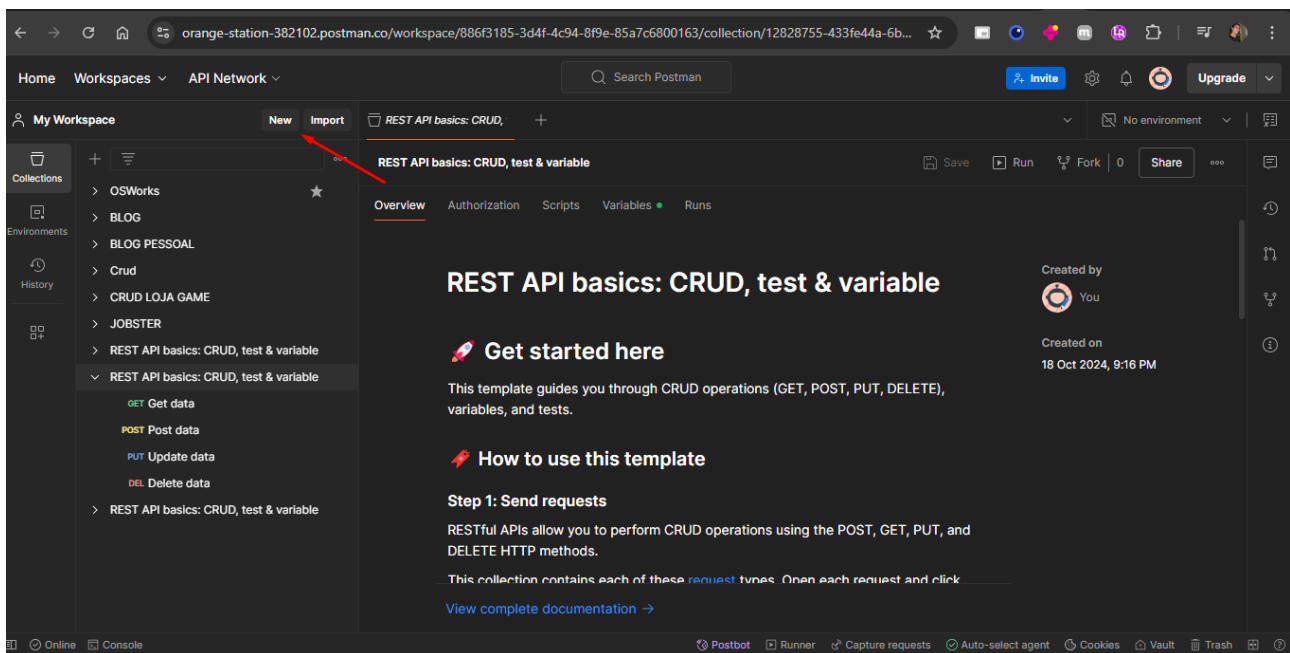 orange-station-382102.postman.co/workspace/886f3185-3d4f-4c94-8f9e-85a7c6800163/collection/12828755-433fe44a-6b...
Home Workspaces API Network Search Postman Invite Upgrade
My Workspace New Import REST API basics: CRUD, No environment
Collections
Environments
History
OSWorks
BLOG
BLOG PESSOAL
Crud
CRUD LOJA GAME
JOBSTER
REST API basics: CRUD, test & variable
REST API basics: CRUD, test & variable
GET Get data
POST Post data
PUT Update data
DEL Delete data
REST API basics: CRUD, test & variable
REST API basics: CRUD, test & variable Save Run Fork 0 Share
Overview Authorization Scripts Variables Runs
REST API basics: CRUD, test & variable
Get started here
This template guides you through CRUD operations (GET, POST, PUT, DELETE),
variables, and tests.
How to use this template
Step 1: Send requests
RESTful APIs allow you to perform CRUD operations using the POST, GET, PUT, and
DELETE HTTP methods.
This collection contains each of these request types. Open each request and click
View complete documentation →
Created by
You
Created on
18 Oct 2024, 9:16 PM
Online Console Postbot Runner Capture requests Auto-select agent Cookies Vault Trash